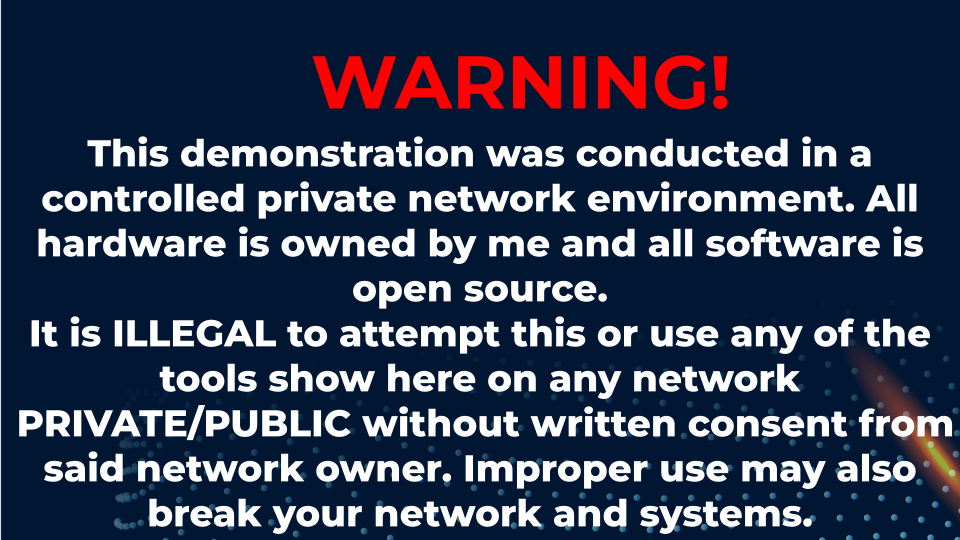 WARNING!
This demonstration was conducted in a
controlled private network environment. All
hardware is owned by me and all software is
open source.
It is ILLEGAL to attempt this or use any of the
tools show here on any network
PRIVATE/PUBLIC without written consent from
said network owner. Improper use may also
break your network and systems.